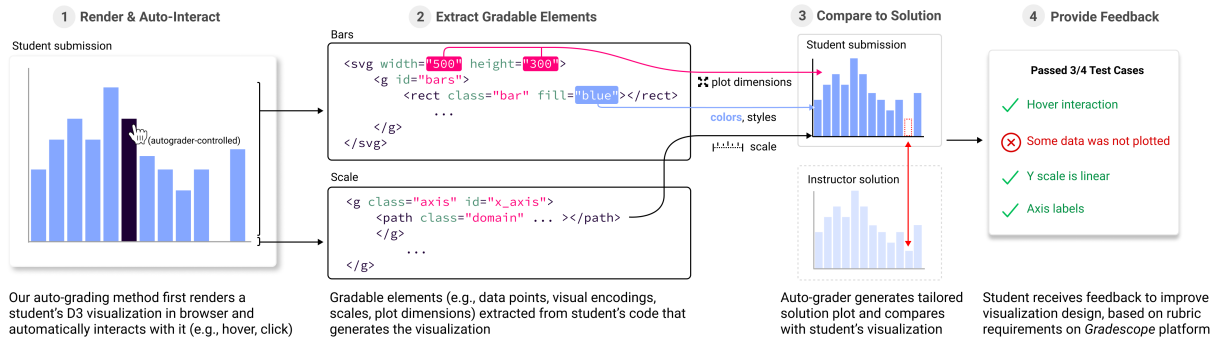 1 Render & Auto-Interact
Student submission
(autograder-controlled)
Our auto-grading method first renders a
student's D3 visualization in browser and
automatically interacts with it (e.g., hover, click)
2 Extract Gradable Elements
Bars
<svg width="500" height="300">
<g id="bars">
<rect class="bar" fill="blue"></rect>
...
</g>
</svg>
Scale
<g class="axis" id="x_axis">
<path class="domain" ... ></path>
</g>
...
</g>
Gradable elements (e.g., data points, visual encodings,
scales, plot dimensions) extracted from student's code that
generates the visualization
plot dimensions
colors, styles
scale
3 Compare to Solution
Student submission
Instructor solution
Auto-grader generates tailored
solution plot and compares
with student's visualization
4 Provide Feedback
Passed 3/4 Test Cases
Hover interaction
Some data was not plotted
Y scale is linear
Axis labels
Student receives feedback to improve
visualization design, based on rubric
requirements on Gradescope platform